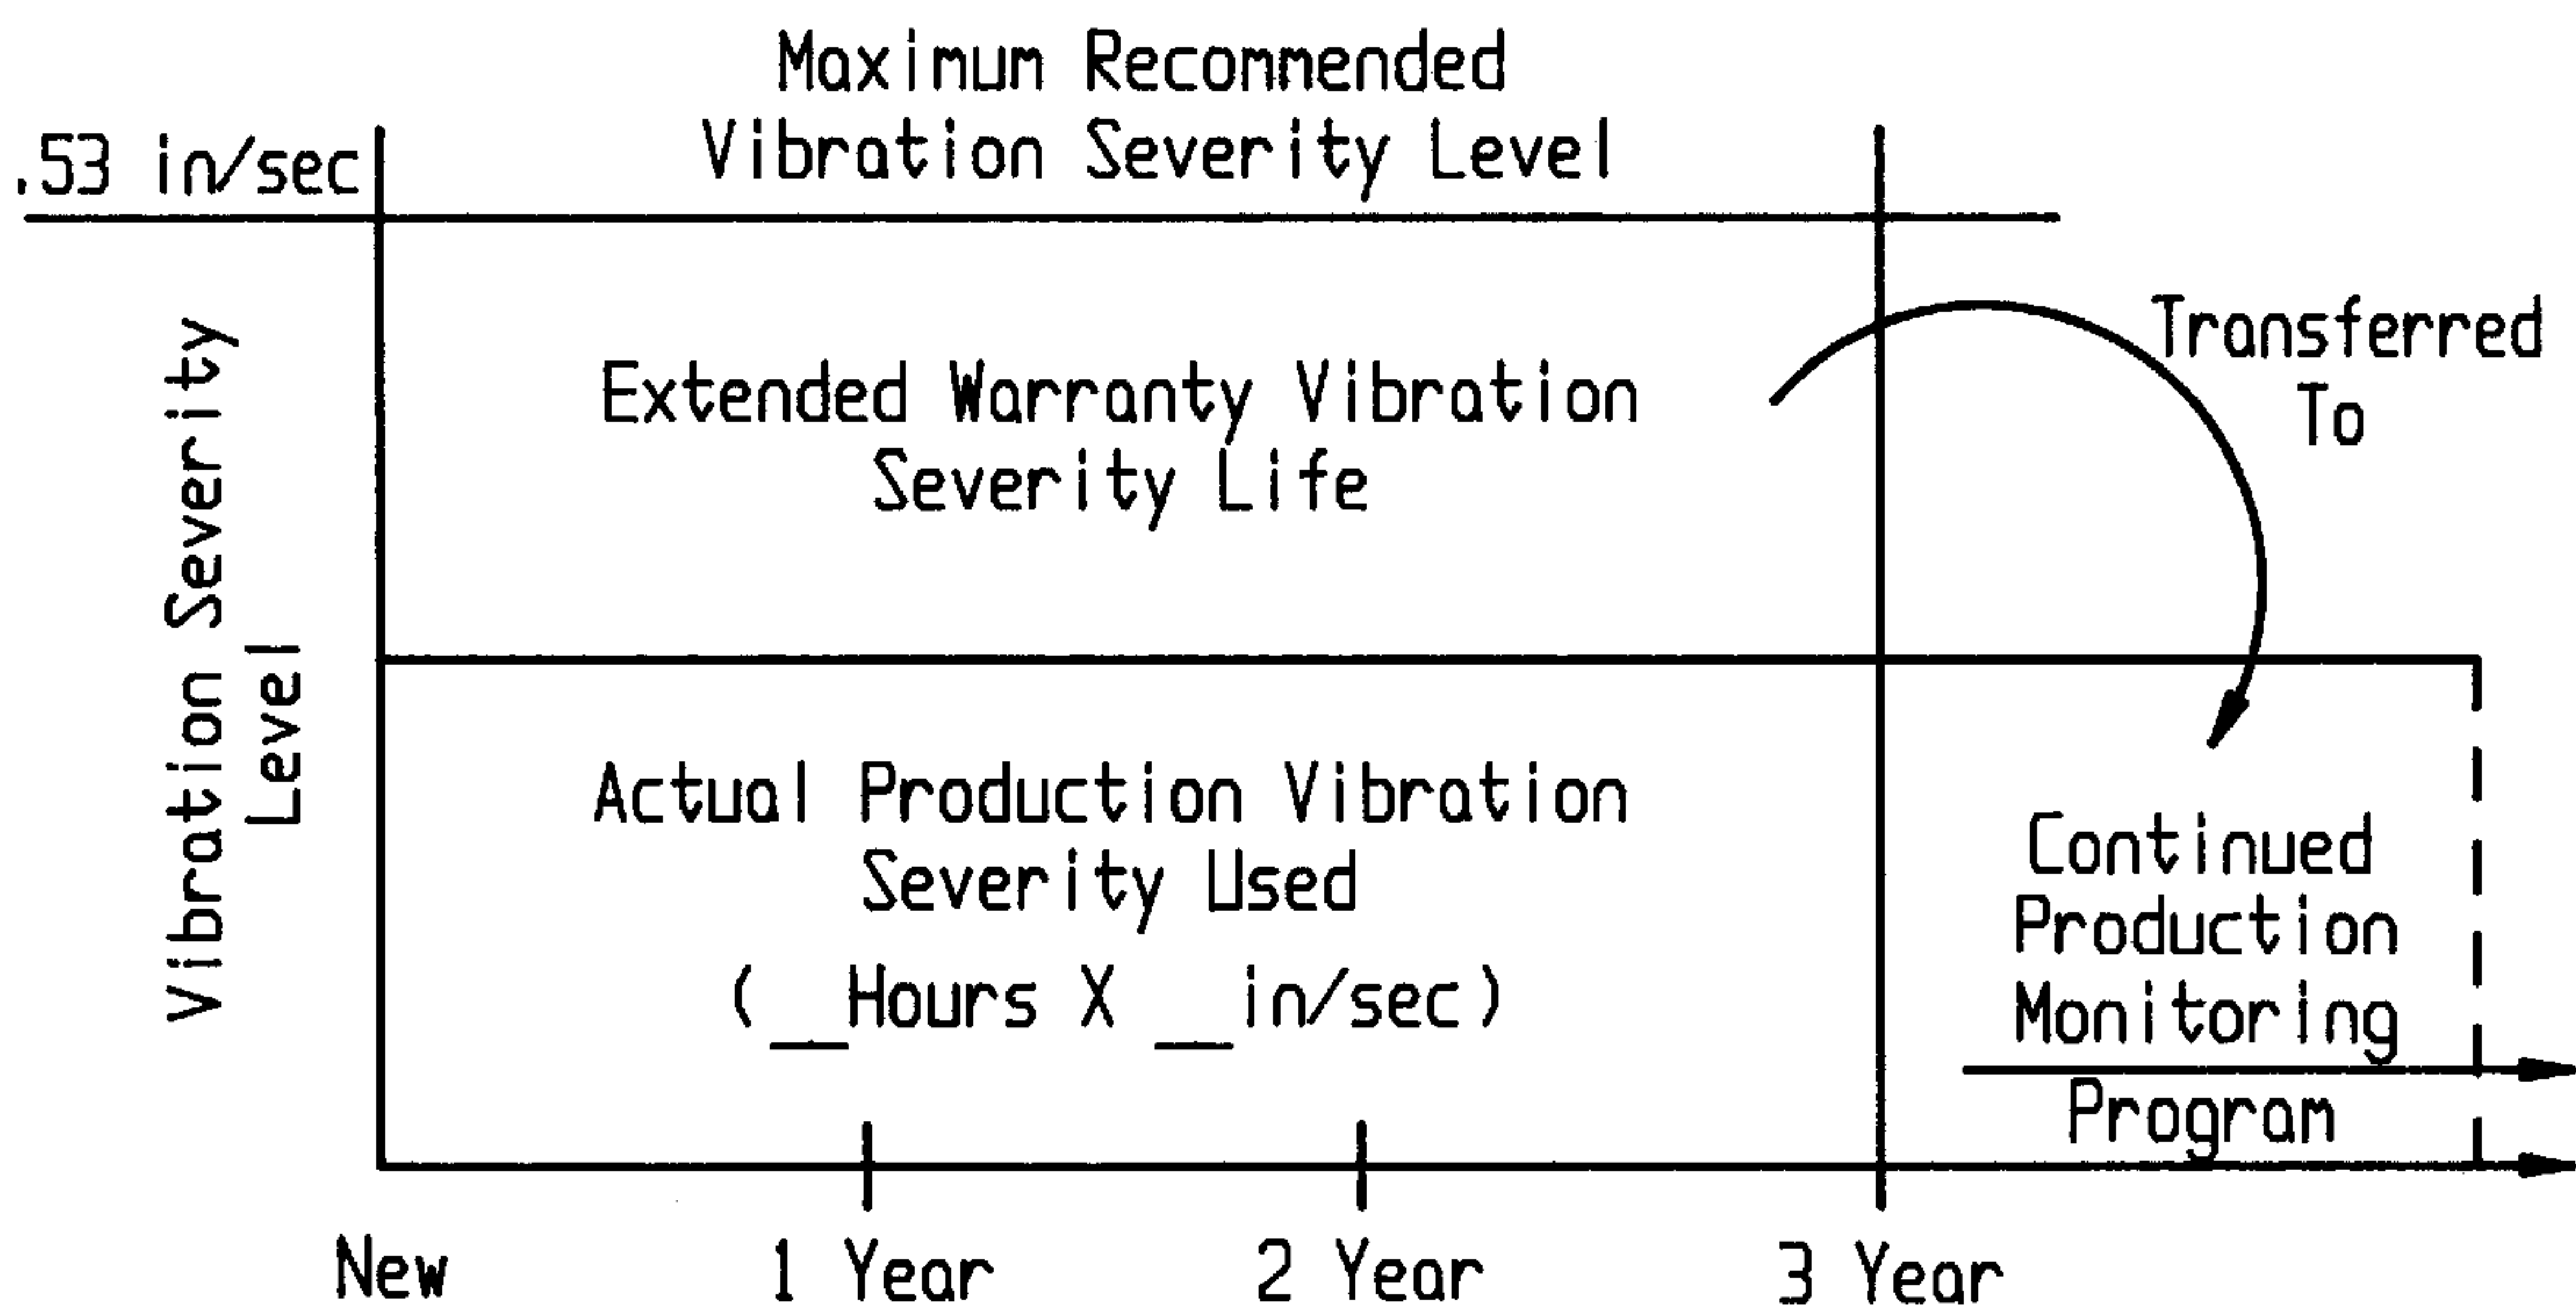 Maximum Recommended
Vibration Severity Level
.53 in/sec
Vibration Severity
Level
Extended Warranty Vibration
Severity Life
Transferred
To
Actual Production Vibration
Severity Used
(__Hours X __in/sec)
Continued
Production
Monitoring
Program
New
1 Year
2 Year
3 Year